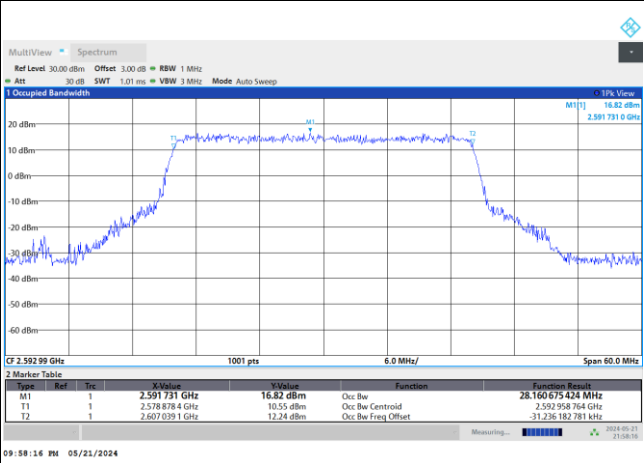 MultiView Spectrum
Ref Level 30.00 dBm Offset 3.00 dB RBW 1 MHz
Att 30 dB SWT 1.01 ms VBW 3 MHz Mode Auto Sweep
1 Occupied Bandwidth 1Pk View
M1[1] 16.82 dBm
2.591 731 0 GHz
M1
T1 T2
20 dBm
10 dBm
0 dBm
-10 dBm
-20 dBm
-30 dBm
-40 dBm
-50 dBm
-60 dBm
CF 2.592 99 GHz 1001 pts 6.0 MHz/ Span 60.0 MHz
2 Marker Table
Type Ref Trc X-Value Y-Value Function Function Result
M1 1 2.591 731 GHz 16.82 dBm Occ Bw 28.160 675 424 MHz
T1 1 2.578 878 4 GHz 10.55 dBm Occ Bw Centroid 2.592 958 764 GHz
T2 1 2.607 039 1 GHz 12.24 dBm Occ Bw Freq Offset -31.236 182 781 kHz
Measuring... 2024-05-21
21:58:16
09:58:16 PM 05/21/2024